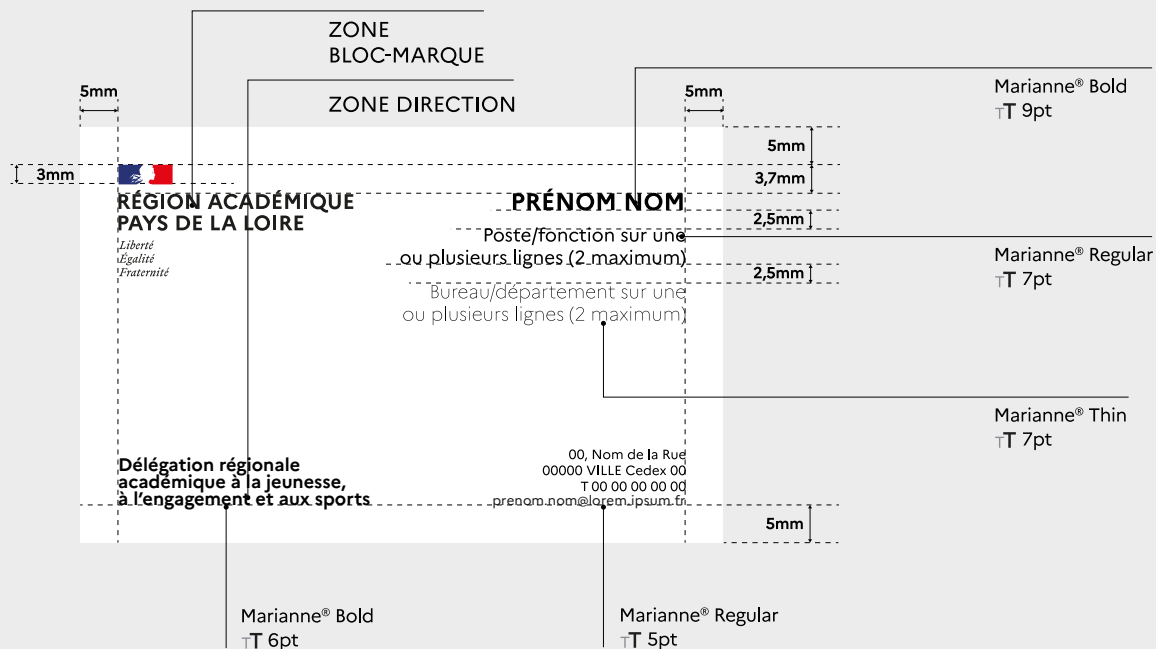 ZONE
BLOC-MARQUE
ZONE DIRECTION
5mm
5mm
Marianne® Bold
TT 9pt
5mm
3mm
3,7mm
RÉGION ACADÉMIQUE
PAYS DE LA LOIRE
Liberté
Égalité
Fraternité
PRÉNOM NOM
2,5mm
Poste/fonction sur une
ou plusieurs lignes (2 maximum)
Marianne® Regular
TT 7pt
2,5mm
Bureau/département sur une
ou plusieurs lignes (2 maximum)
Marianne® Thin
TT 7pt
Délégation régionale
académique à la jeunesse,
à l'engagement et aux sports
00, Nom de la Rue
00000 VILLE Cedex 00
T 00 00 00 00 00
prenom.nom@lorem.ipsum.fr
5mm
Marianne® Bold
TT 6pt
Marianne® Regular
TT 5pt